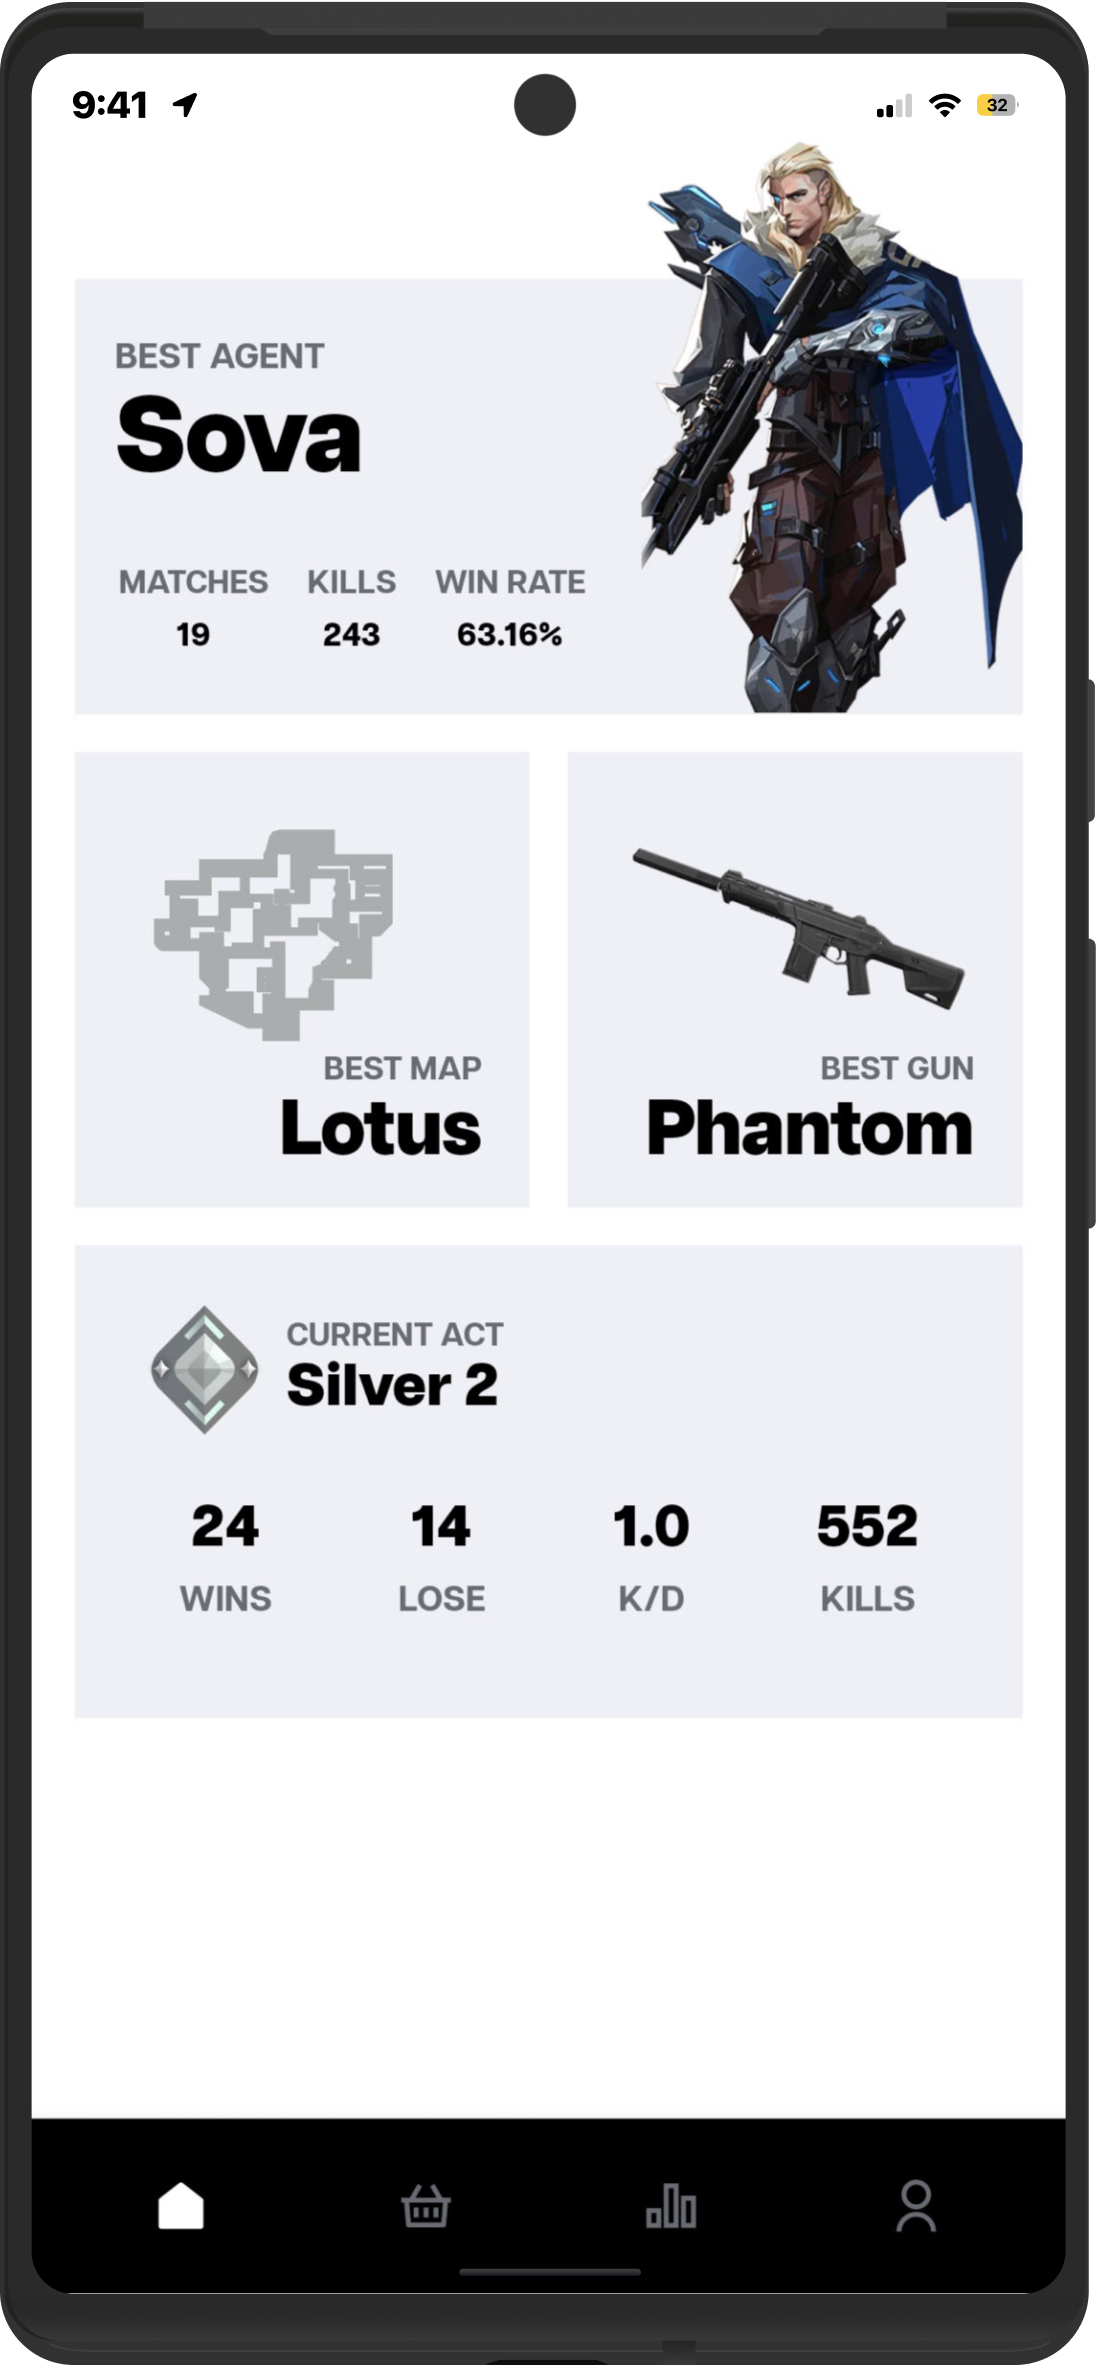 9:41
32
BEST AGENT
Sova
MATCHES KILLS WIN RATE
19 243 63.16%
BEST MAP
Lotus
BEST GUN
Phantom
CURRENT ACT
Silver 2
24 14 1.0 552
WINS LOSE K/D KILLS